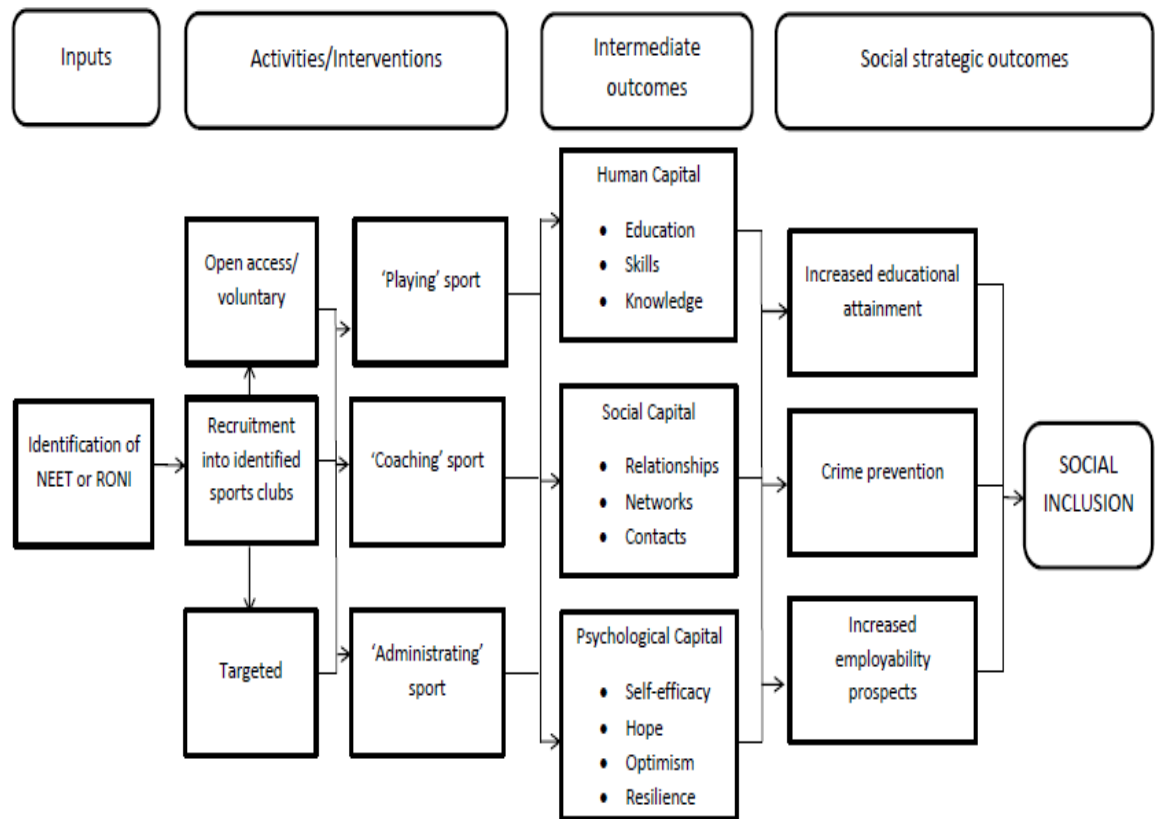 Inputs
Activities/Interventions
Intermediate
outcomes
Social strategic outcomes
Identification of
NEET or RONI
Open access/
voluntary
Recruitment
into identified
sports clubs
Targeted
‘Playing’ sport
‘Coaching’ sport
‘Administrating’
sport
Human Capital
• Education
• Skills
• Knowledge
Social Capital
• Relationships
• Networks
• Contacts
Psychological Capital
• Self-efficacy
• Hope
• Optimism
• Resilience
Increased educational
attainment
Crime prevention
Increased
employability
prospects
SOCIAL
INCLUSION